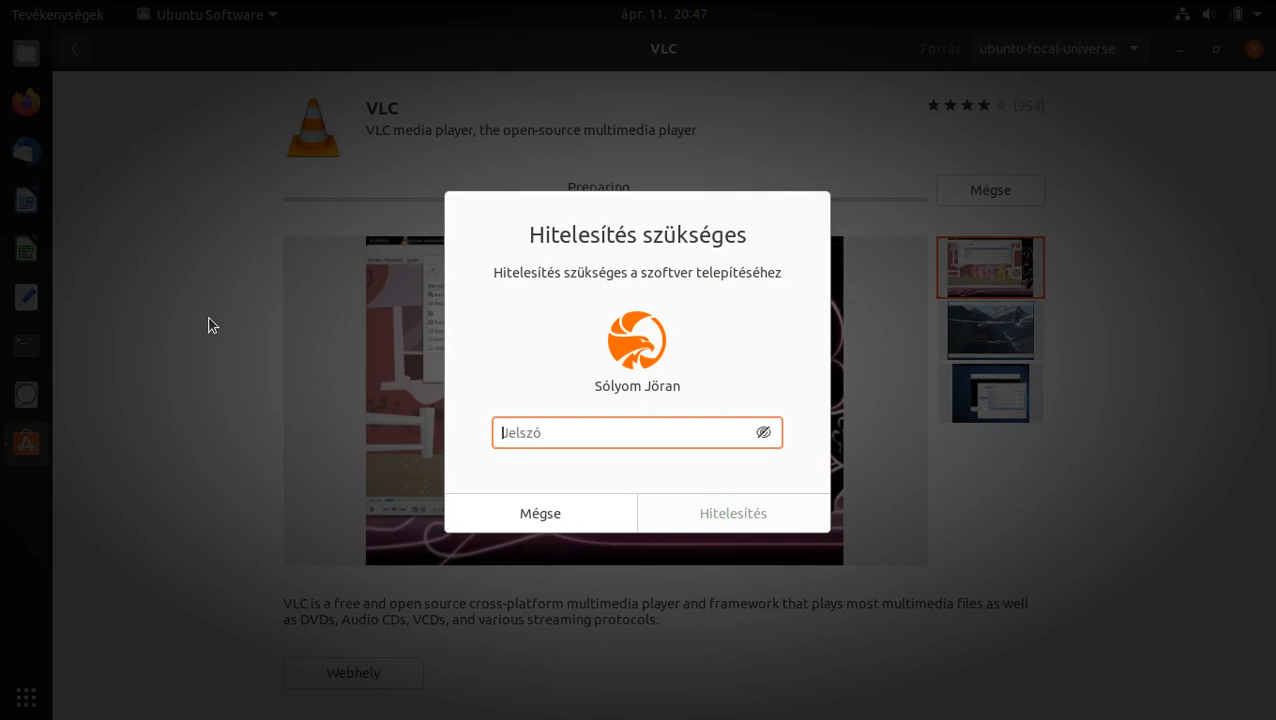 Tevékenységek
Ubuntu Software
ápr. 11. 20:47
VLC
Forrás
ubuntu-focal-universe
VLC
VLC media player, the open-source multimedia player
(954)
Preparing
Mégse
Hitelesítés szükséges
Hitelesítés szükséges a szoftver telepítéséhez
Sólyom Jöran
Jelszó
Mégse
Hitelesítés
VLC is a free and open source cross-platform multimedia player and framework that plays most multimedia files as well
as DVDs, Audio CDs, VCDs, and various streaming protocols.
Webhely